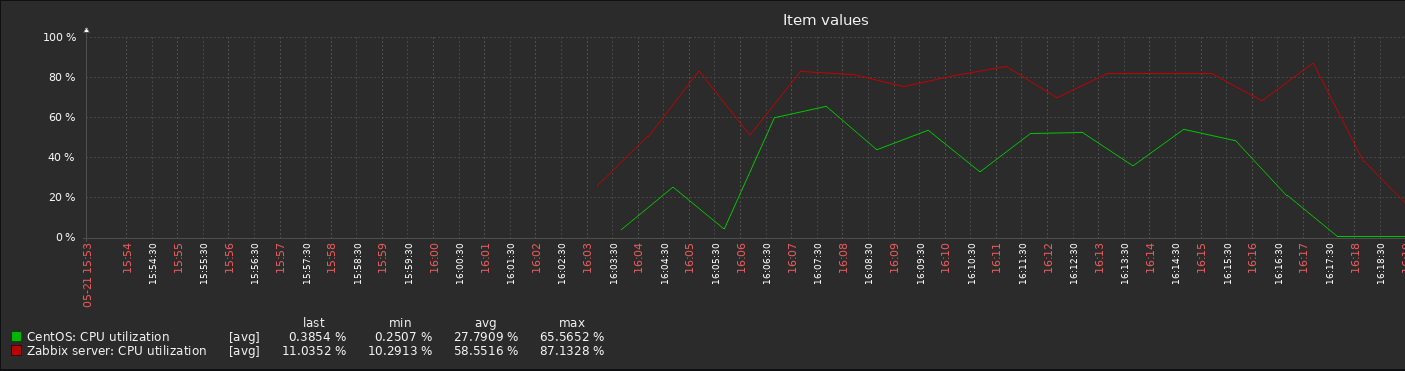 Item values
100 %
80 %
60 %
40 %
20 %
0 %
05-21 15:53 15:54 15:54:30 15:55 15:55:30 15:56 15:56:30 15:57 15:57:30 15:58 15:58:30 15:59 15:59:30 16:00 16:00:30 16:01 16:01:30 16:02 16:02:30 16:03 16:03:30 16:04 16:04:30 16:05 16:05:30 16:06 16:06:30 16:07 16:07:30 16:08 16:08:30 16:09 16:09:30 16:10 16:10:30 16:11 16:11:30 16:12 16:12:30 16:13 16:13:30 16:14 16:14:30 16:15 16:15:30 16:16 16:16:30 16:17 16:17:30 16:18 16:18:30
last min avg max
CentOS: CPU utilization [avg] 0.3854 % 0.2507 % 27.7909 % 65.5652 %
Zabbix server: CPU utilization [avg] 11.0352 % 10.2913 % 58.5516 % 87.1328 %